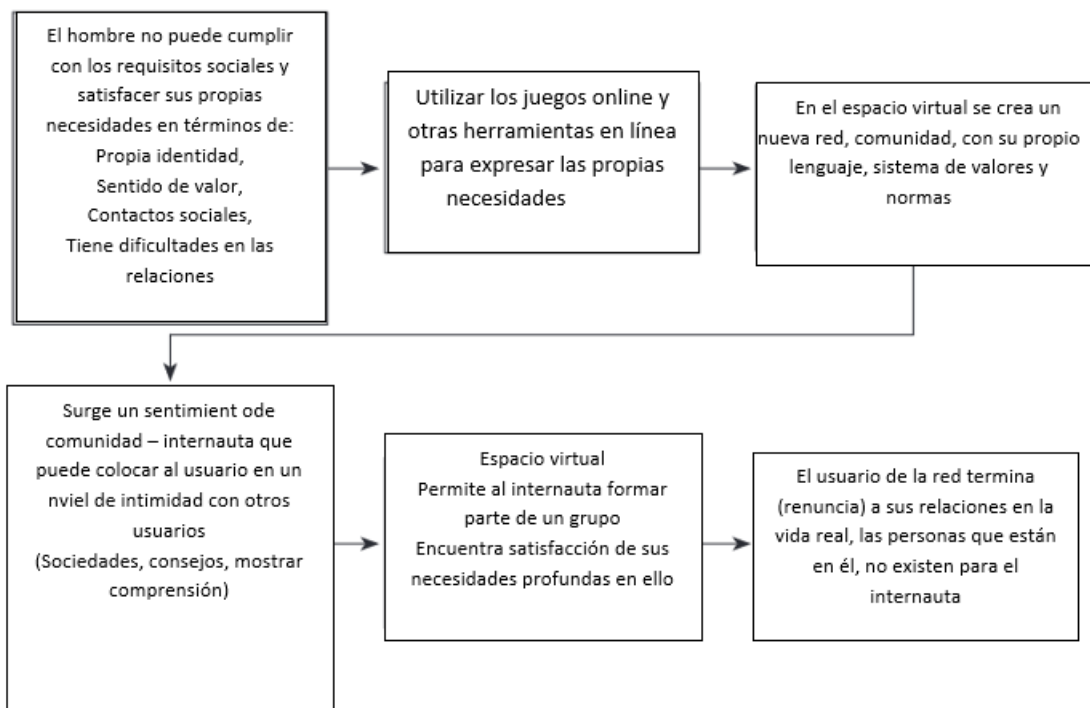 El hombre no puede cumplir
con los requisitos sociales y
satisfacer sus propias
necesidades en términos de:
Propia identidad,
Sentido de valor,
Contactos sociales,
Tiene dificultades en las
relaciones
Utilizar los juegos online y
otras herramientas en línea
para expresar las propias
necesidades
En el espacio virtual se crea un
nueva red, comunidad, con su propio
lenguaje, sistema de valores y
normas
Surge un sentimient ode
comunidad – internauta que
puede colocar al usuario en un
nviel de intimidad con otros
usuarios
(Sociedades, consejos, mostrar
comprensión)
Espacio virtual
Permite al internauta formar
parte de un grupo
Encuentra satisfacción de sus
necesidades profundas en ello
El usuario de la red termina
(renuncia) a sus relaciones en la
vida real, las personas que están
en él, no existen para el
internauta